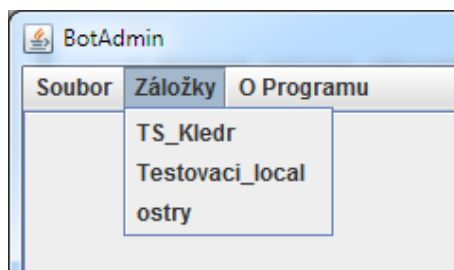 BotAdmin
Soubor Záložky O Programu
TS_Kledr
Testovaci_local
ostry